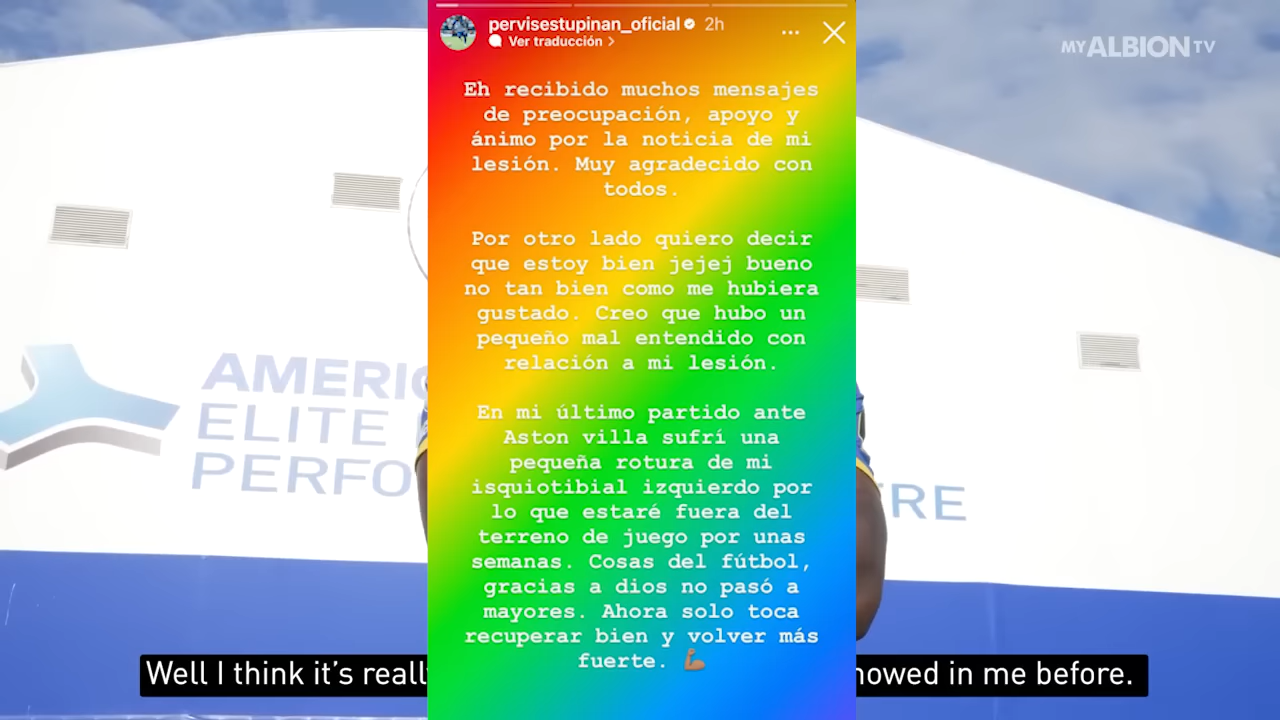 pervisestupinan_oficial 2h
Ver traducción >
MYALBIONTV
Eh recibido muchos mensajes
de preocupación, apoyo y
ánimo por la noticia de mi
lesión. Muy agradecido con
todos.
Por otro lado quiero decir
que estoy bien jejej bueno
no tan bien como me hubiera
gustado. Creo que hubo un
pequeño mal entendido con
relación a mi lesión.
En mi último partido ante
Aston villa sufrí una
pequeña rotura de mi
isquiotibial izquierdo por
lo que estaré fuera del
terreno de juego por unas
semanas. Cosas del fútbol,
gracias a dios no pasó a
mayores. Ahora solo toca
recuperar bien y volver más
fuerte. 💪🏽
AMERIC
ELITE
PERFO
TRE
Well I think it's reall
howed in me before.